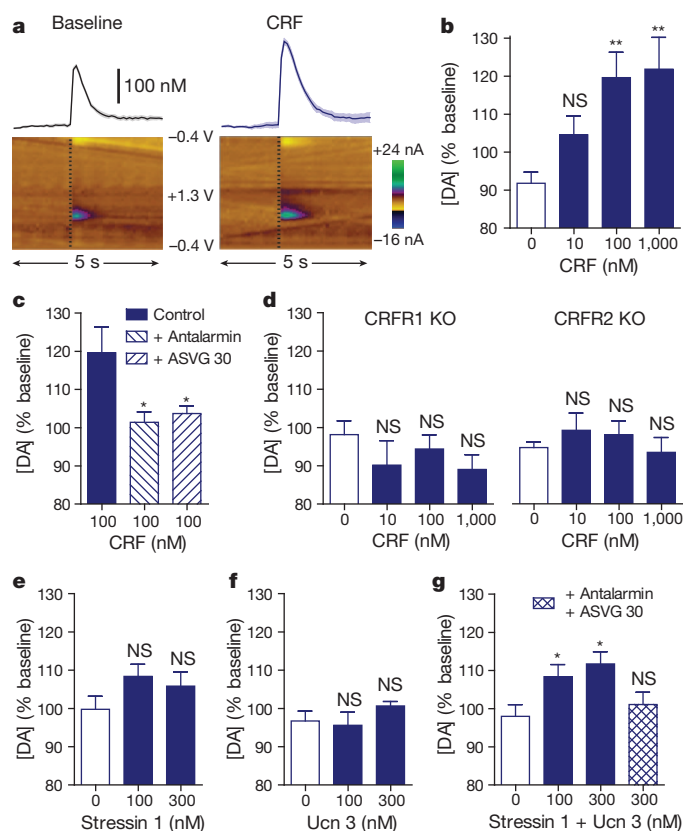 a
Baseline
CRF
100 nM
−0.4 V
+1.3 V
−0.4 V
+24 nA
−16 nA
5 s
5 s
b
[DA] (% baseline)
130
120
110
100
90
80
NS
**
**
0 10 100 1,000
CRF (nM)
c
[DA] (% baseline)
130
120
110
100
90
80
Control
+ Antalarmin
+ ASVG 30
*
*
100 100 100
CRF (nM)
d
CRFR1 KO
CRFR2 KO
[DA] (% baseline)
130
120
110
100
90
80
NS NS NS
NS NS NS
0 10 100 1,000
0 10 100 1,000
CRF (nM)
CRF (nM)
e
[DA] (% baseline)
130
120
110
100
90
80
NS NS
0 100 300
Stressin 1 (nM)
f
[DA] (% baseline)
130
120
110
100
90
80
NS NS
0 100 300
Ucn 3 (nM)
g
+ Antalarmin
+ ASVG 30
[DA] (% baseline)
130
120
110
100
90
80
*
*
NS
0 100 300 300
Stressin 1 + Ucn 3 (nM)